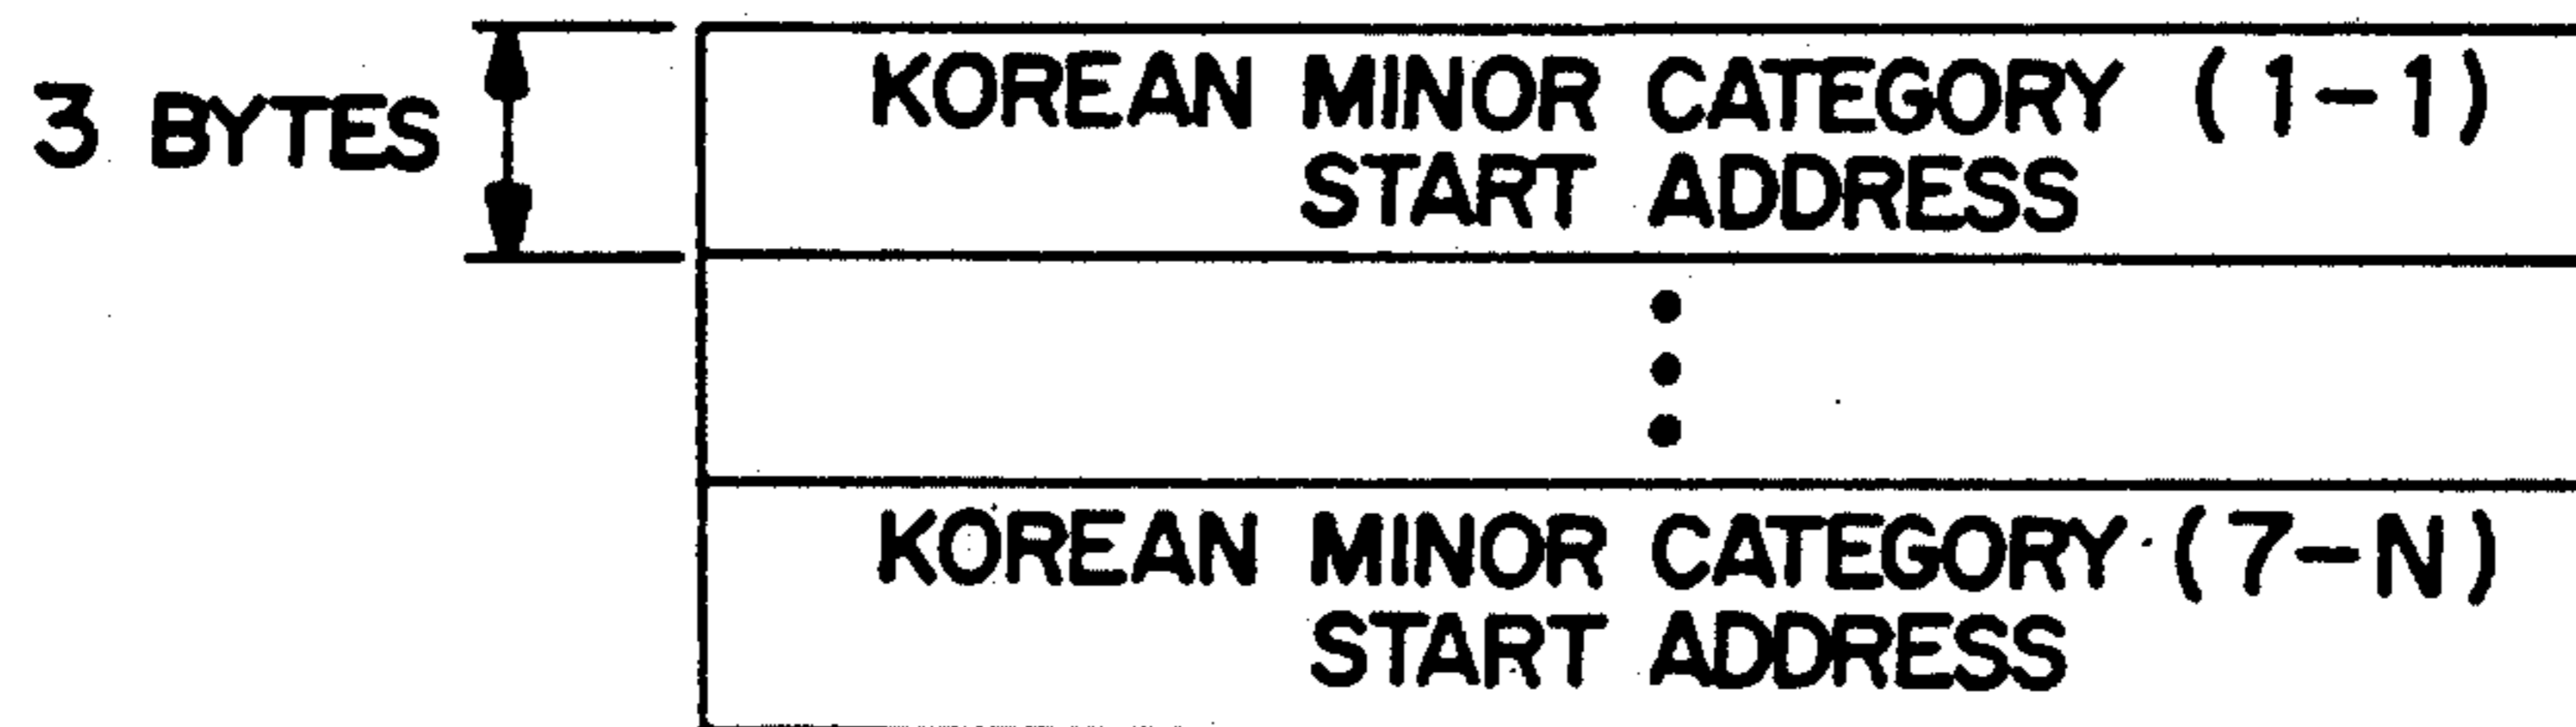 3 BYTES
KOREAN MINOR CATEGORY (1-1)
START ADDRESS
KOREAN MINOR CATEGORY (7-N)
START ADDRESS